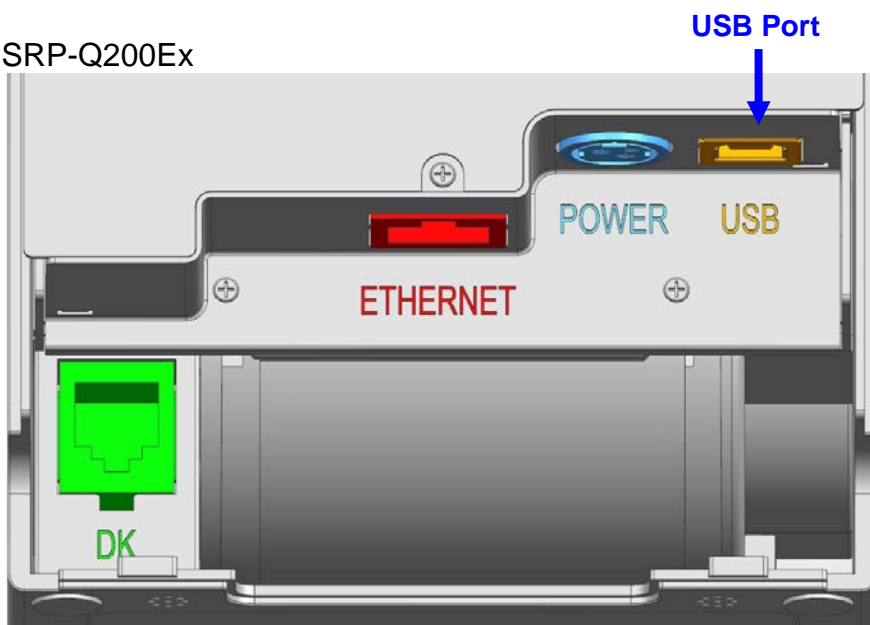 USB Port
SRP-Q200Ex
POWER
USB
ETHERNET
DK